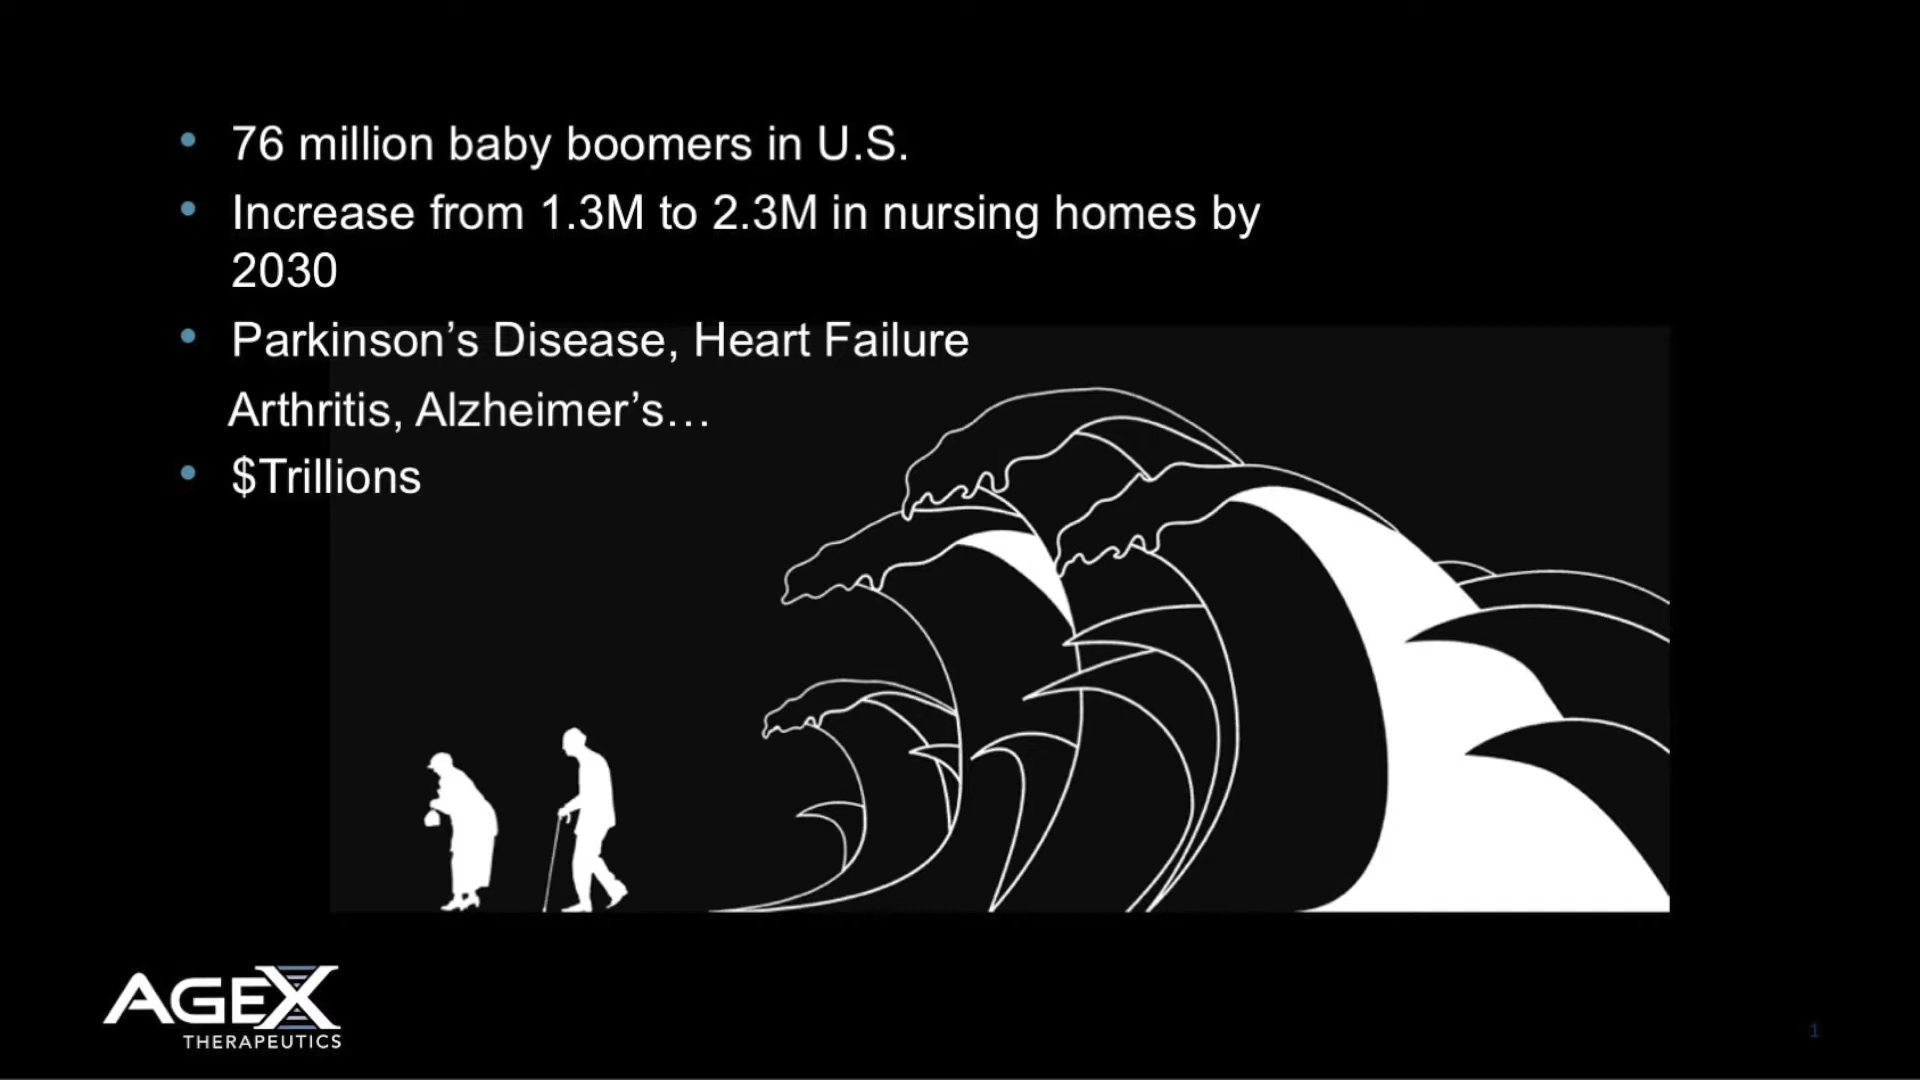 • 76 million baby boomers in U.S.
• Increase from 1.3M to 2.3M in nursing homes by
2030
• Parkinson’s Disease, Heart Failure
Arthritis, Alzheimer’s…
• $Trillions
AGEX
THERAPEUTICS
1